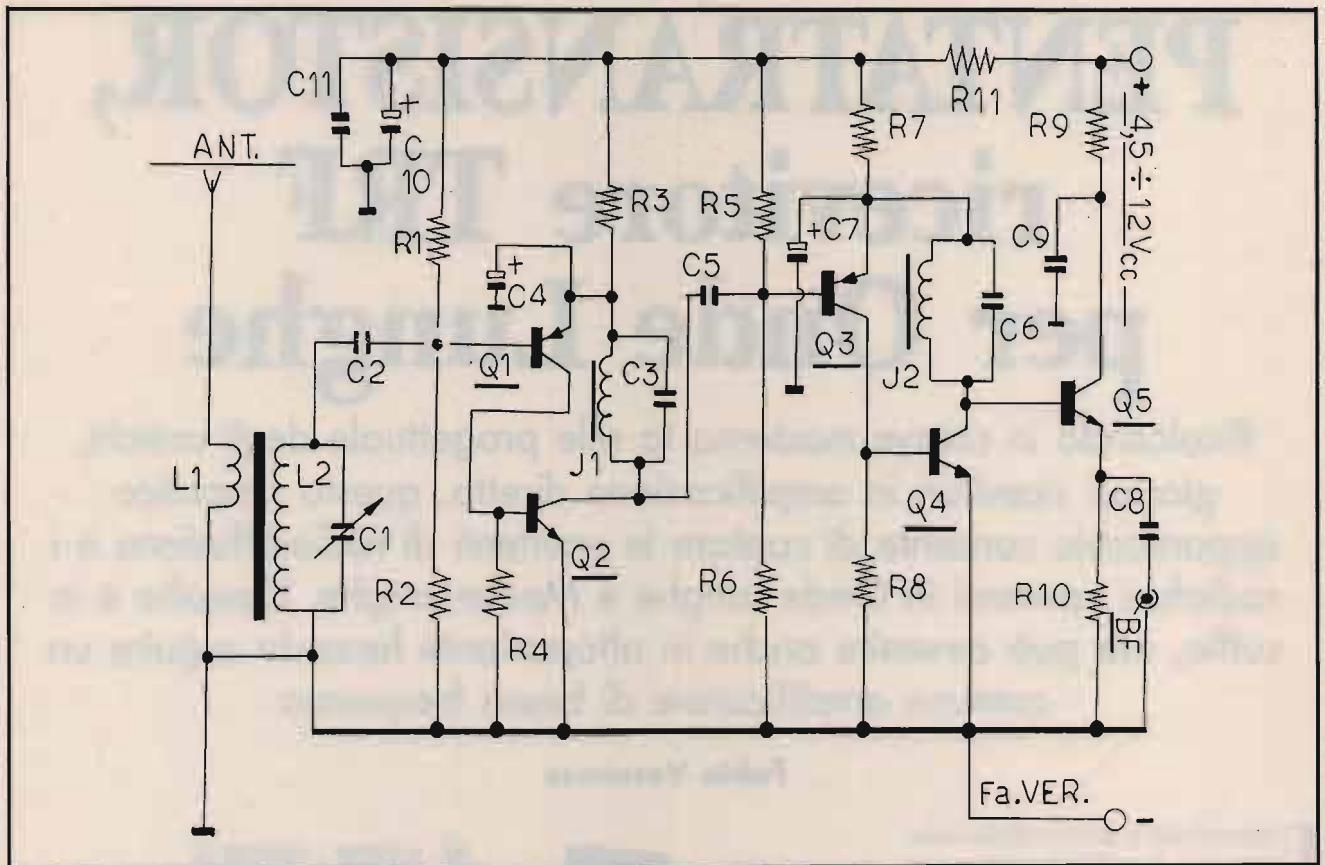 C11
+
C
10
ANT.
R11
+
R7
R9
4,5÷12Vcc
R3
R5
R1
+C7
C9
+
C4
C5
C2
Q3
C6
Q1
C3
J2
Q5
L1
L2
J1
C1
Q4
C8
Q2
R2
R6
R8
R10
BF
R4
Fa.VER.
-